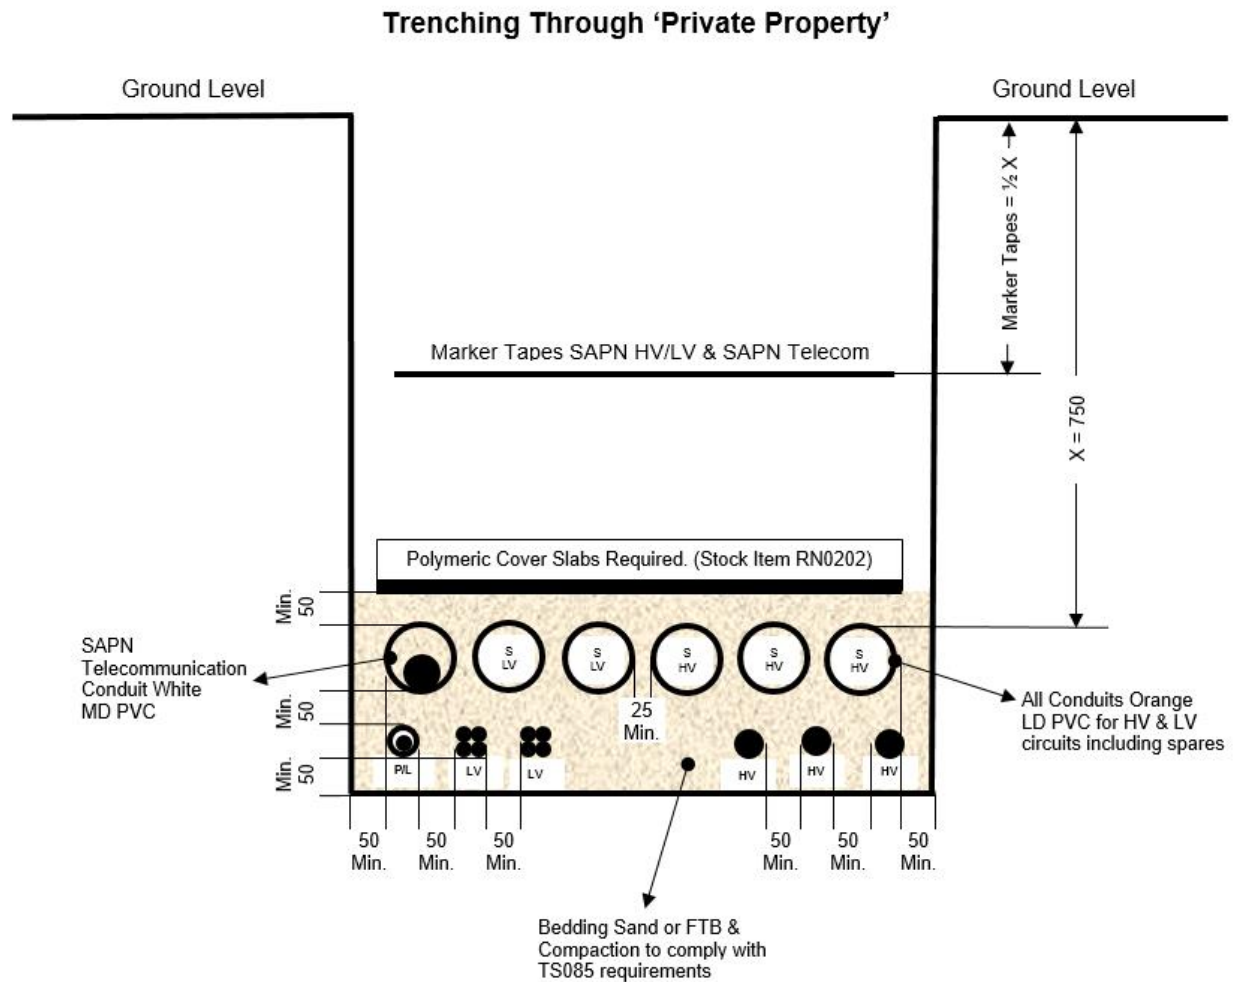 Trenching Through ‘Private Property’
Ground Level
Ground Level
Marker Tapes = ½ X
X = 750
Marker Tapes SAPN HV/LV & SAPN Telecom
Polymeric Cover Slabs Required. (Stock Item RN0202)
Min.
50
SAPN
Telecommunication
Conduit White
MD PVC
S
LV
S
LV
S
HV
S
HV
S
HV
50
25
Min.
All Conduits Orange
LD PVC for HV & LV
circuits including spares
Min.
50
P/L
LV
LV
HV
HV
HV
Min.
50
Min.
50
Min.
50
Min.
50
Min.
50
Min.
50
Min.
Bedding Sand or FTB &
Compaction to comply with
TS085 requirements